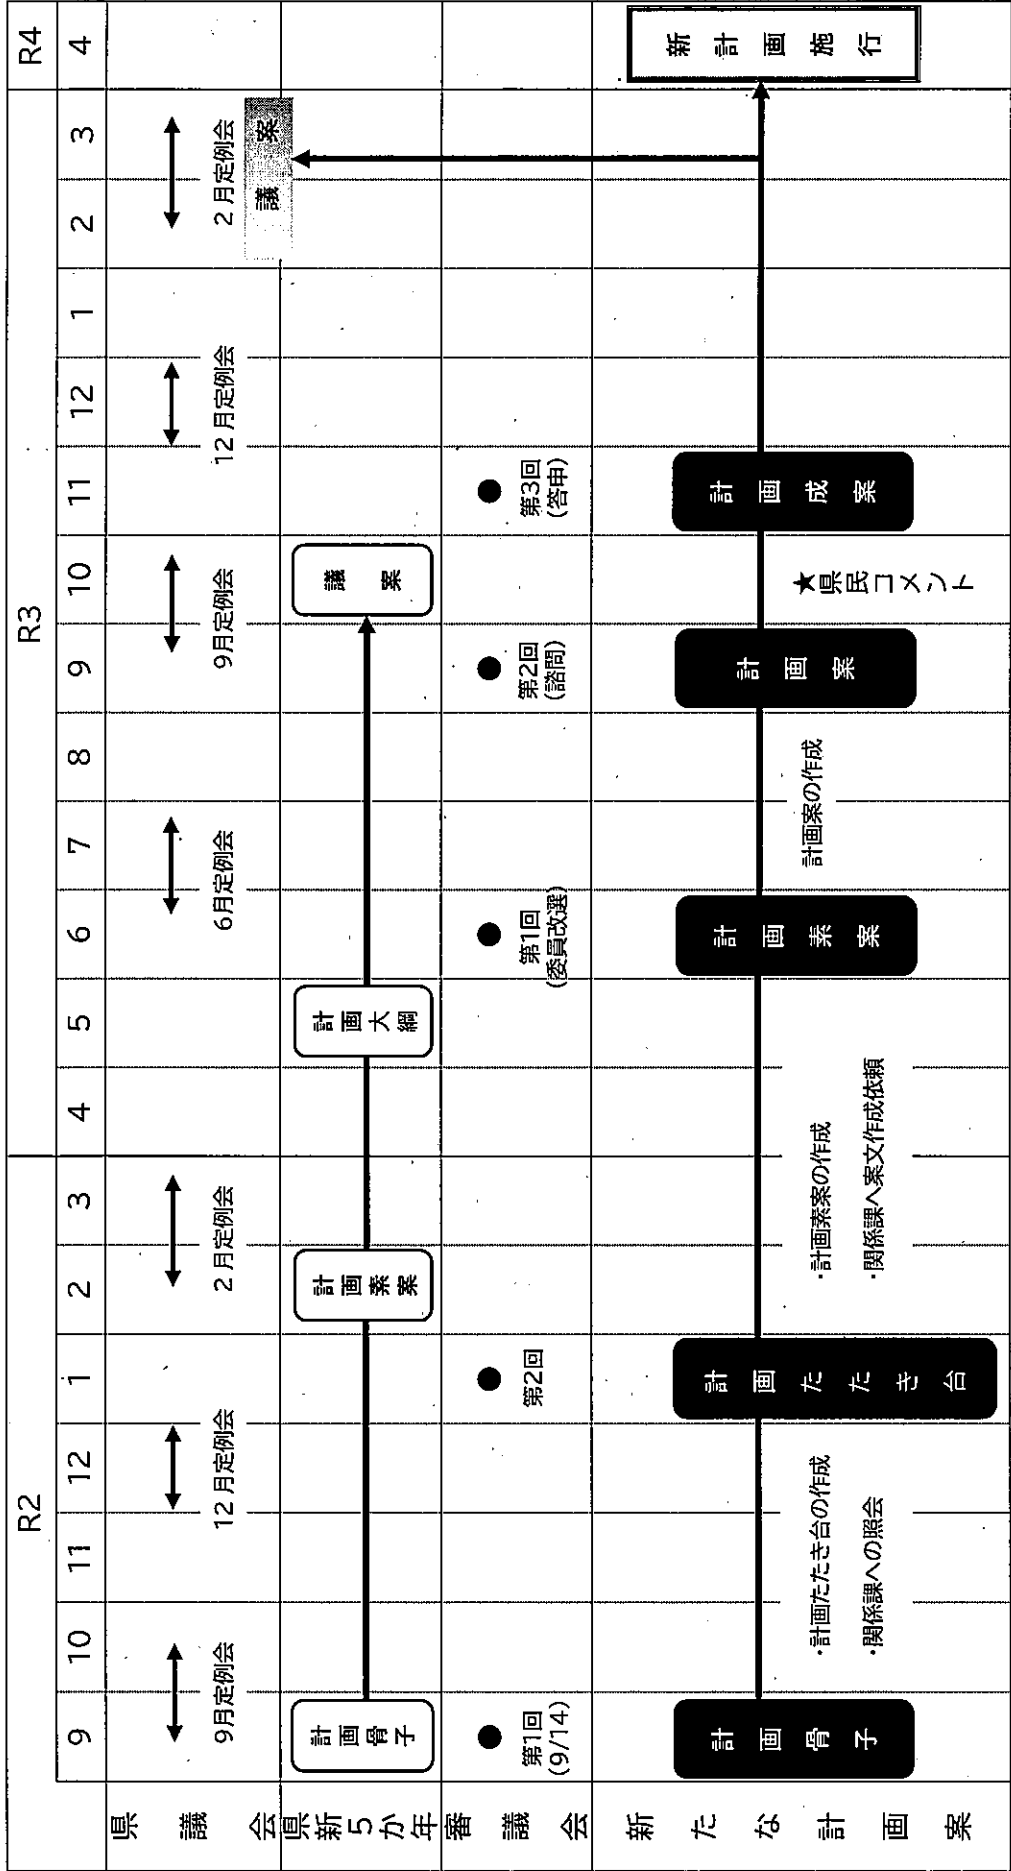 R2
R3
R4
9
10
11
12
1
2
3
4
5
6
7
8
9
10
11
12
1
2
3
4
県議会
9月定例会
12月定例会
2月定例会
6月定例会
9月定例会
12月定例会
2月定例会
県新5か年
計画骨子
計画素案
計画大綱
議案
議案
審議会
第1回
(9/14)
第2回
第1回
(委員改選)
第2回
(諮問)
第3回
(答申)
新たな計画案
計画骨子
・計画たたき台の作成
・関係課への照会
計画たたき台
・計画素案の作成
・関係課へ案文作成依頼
計画素案
計画案の作成
計画案
★県民コメント
計画成案
新計画施行